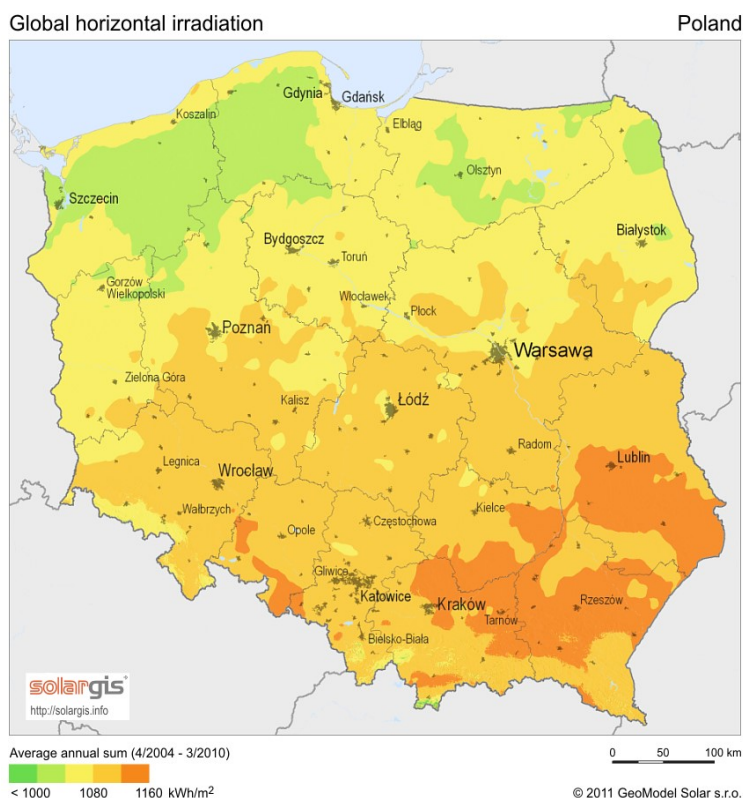 Global horizontal irradiation
Poland
Gdynia
Gdańsk
Koszalin
Elbląg
Olsztyn
Szczecin
Białystok
Bydgoszcz
Toruń
Gorzów
Wielkopolski
Włocławek
Płock
Poznań
Warsawa
Zielona Góra
Kalisz
Łódź
Radom
Lublin
Legnica
Wrocław
Wałbrzych
Kielce
Opole
Częstochowa
Gliwice
Katowice
Kraków
Tarnów
Rzeszów
Bielsko-Biała
solargis
http://solargis.info
Average annual sum (4/2004 - 3/2010)
0 50 100 km
< 1000 1080 1160 kWh/m²
© 2011 GeoModel Solar s.r.o.